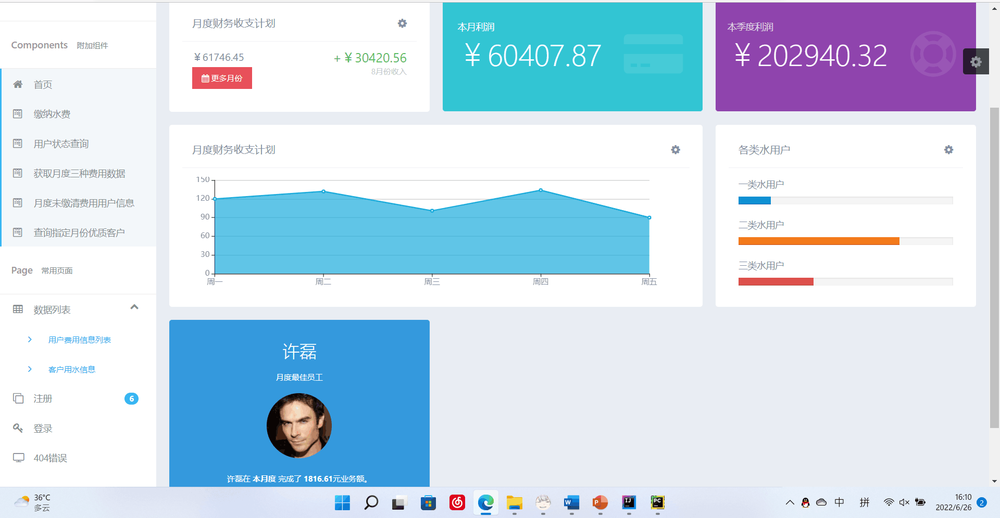 Components 附加组件
首页
缴纳水费
用户状态查询
获取月度三种费用数据
月度未缴清费用用户信息
查询指定月份优质客户
Page 常用页面
数据列表
用户费用信息列表
客户用水信息
注册 6
登录
404错误
月度财务收支计划
¥ 61746.45
更多月份
+ ¥ 30420.56
8月份收入
本月利润
¥ 60407.87
本季度利润
¥ 202940.32
月度财务收支计划
150
120
90
60
30
0
周一 周二 周三 周四 周五
各类水用户
一类水用户
二类水用户
三类水用户
许磊
月度最佳员工
许磊在 本月度 完成了 1816.61元业务额。
36°C
多云
W
P
IJ
PC
中
拼
16:10
2022/6/26
2